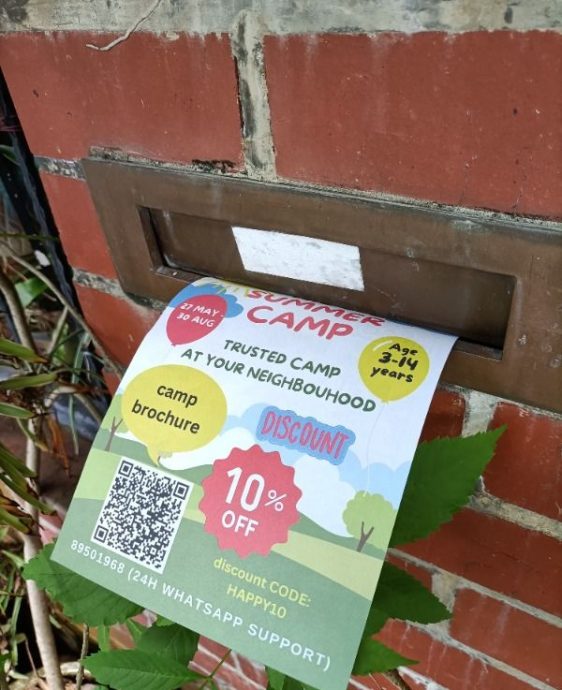 SUMMER
CAMP
27 MAY
30 AUG
TRUSTED CAMP
AT YOUR NEIGHBOUHOOD
Age
3-14
years
camp
brochure
DISCOUNT
10%
OFF
discount CODE:
HAPPY10
89501968 (24H WHATSAPP SUPPORT)